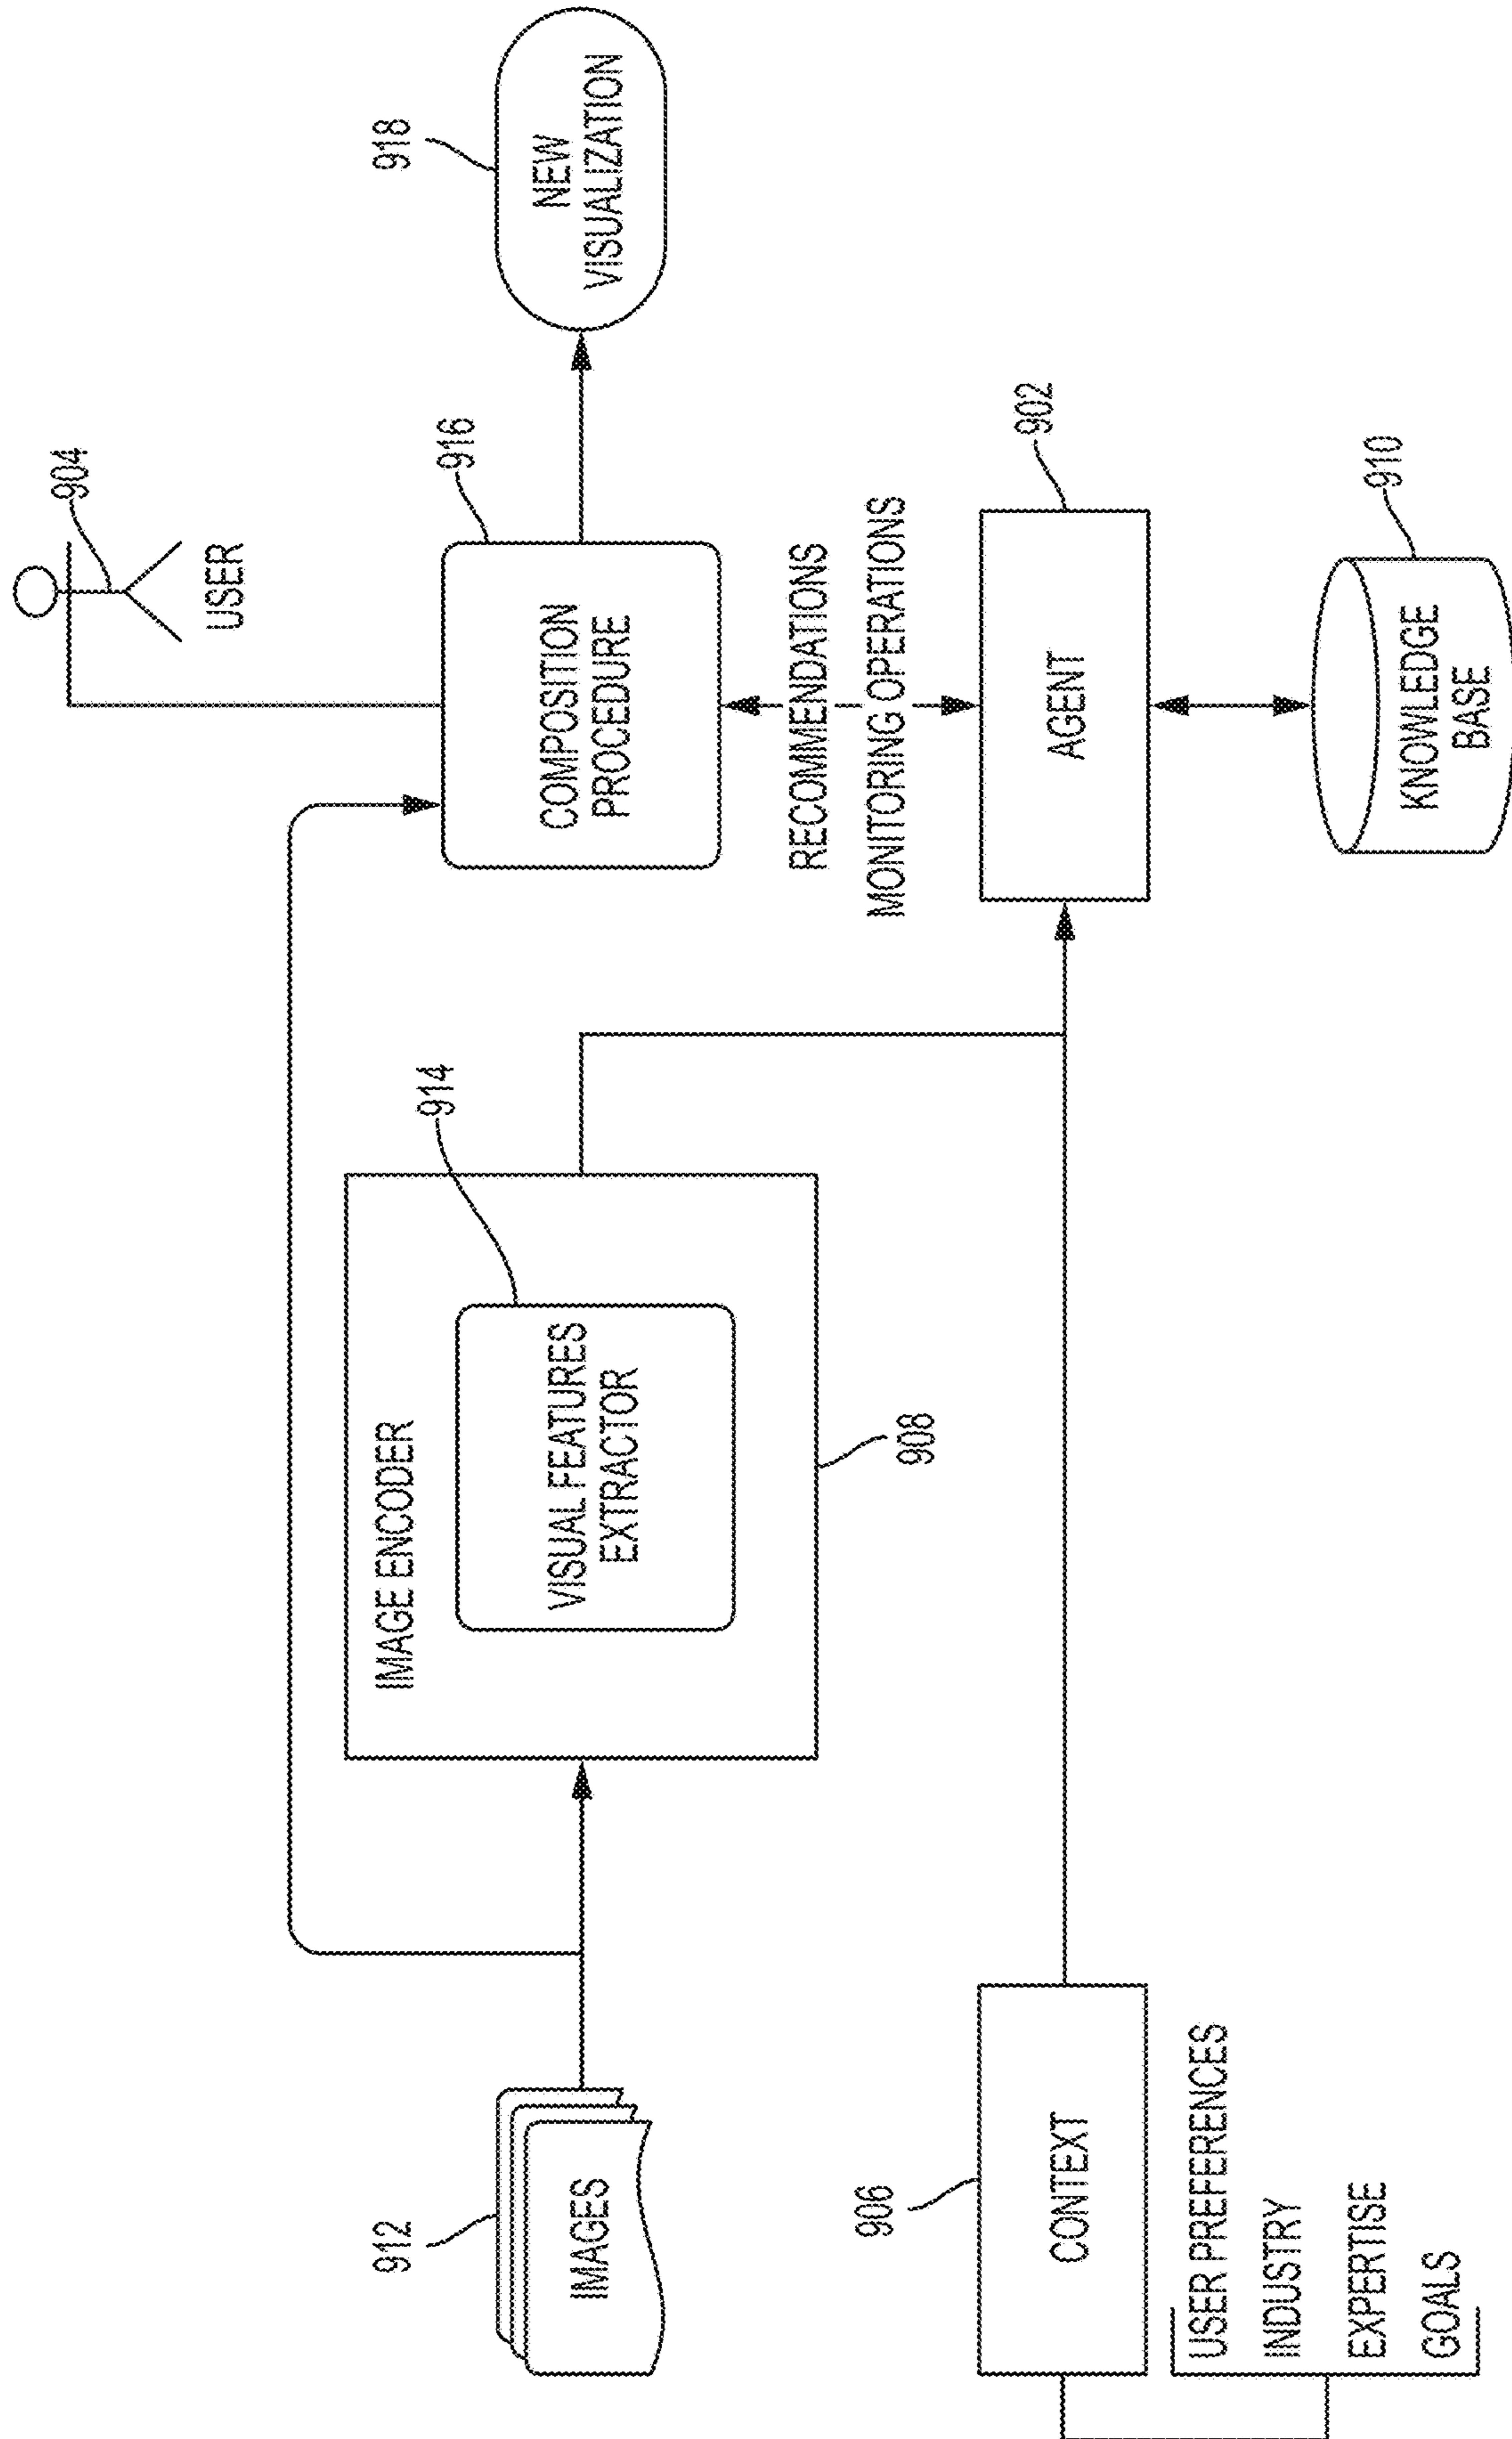 904
USER
918
NEW
VISUALIZATION
912
IMAGES
IMAGE ENCODER
914
VISUAL FEATURES
EXTRACTOR
908
916
COMPOSITION
PROCEDURE
RECOMMENDATIONS
MONITORING OPERATIONS
906
CONTEXT
USER PREFERENCES
INDUSTRY
EXPERTISE
GOALS
902
AGENT
910
KNOWLEDGE
BASE